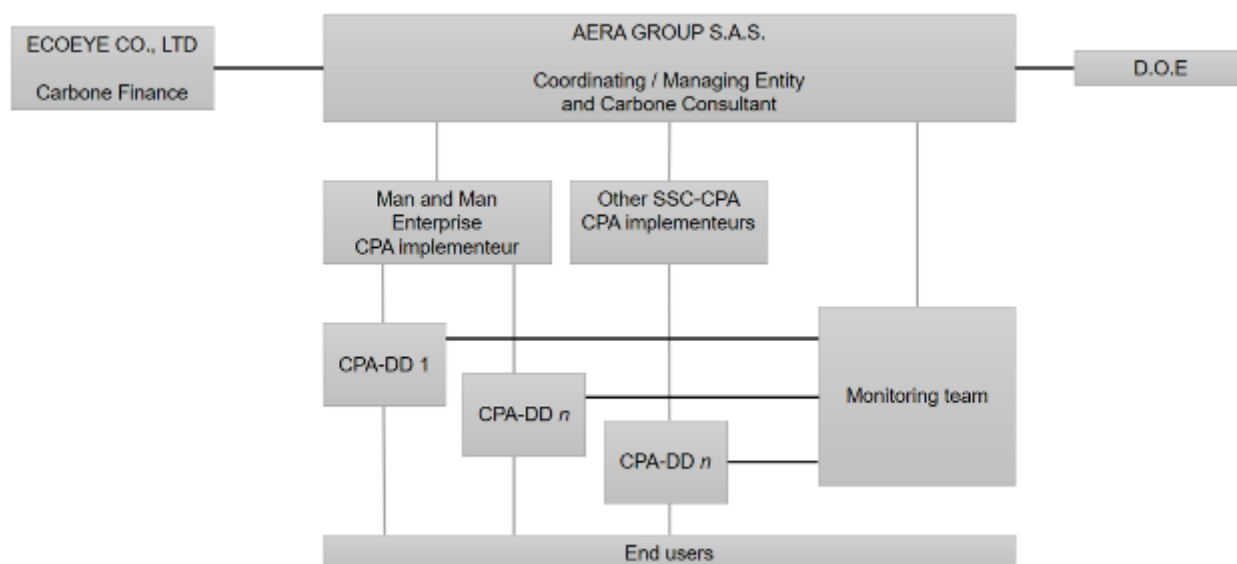 ECOEYE CO., LTD
Carbone Finance
AERA GROUP S.A.S.
Coordinating / Managing Entity
and Carbone Consultant
D.O.E
Man and Man
Enterprise
CPA implementeur
Other SSC-CPA
CPA implementeurs
CPA-DD 1
CPA-DD n
CPA-DD n
Monitoring team
End users